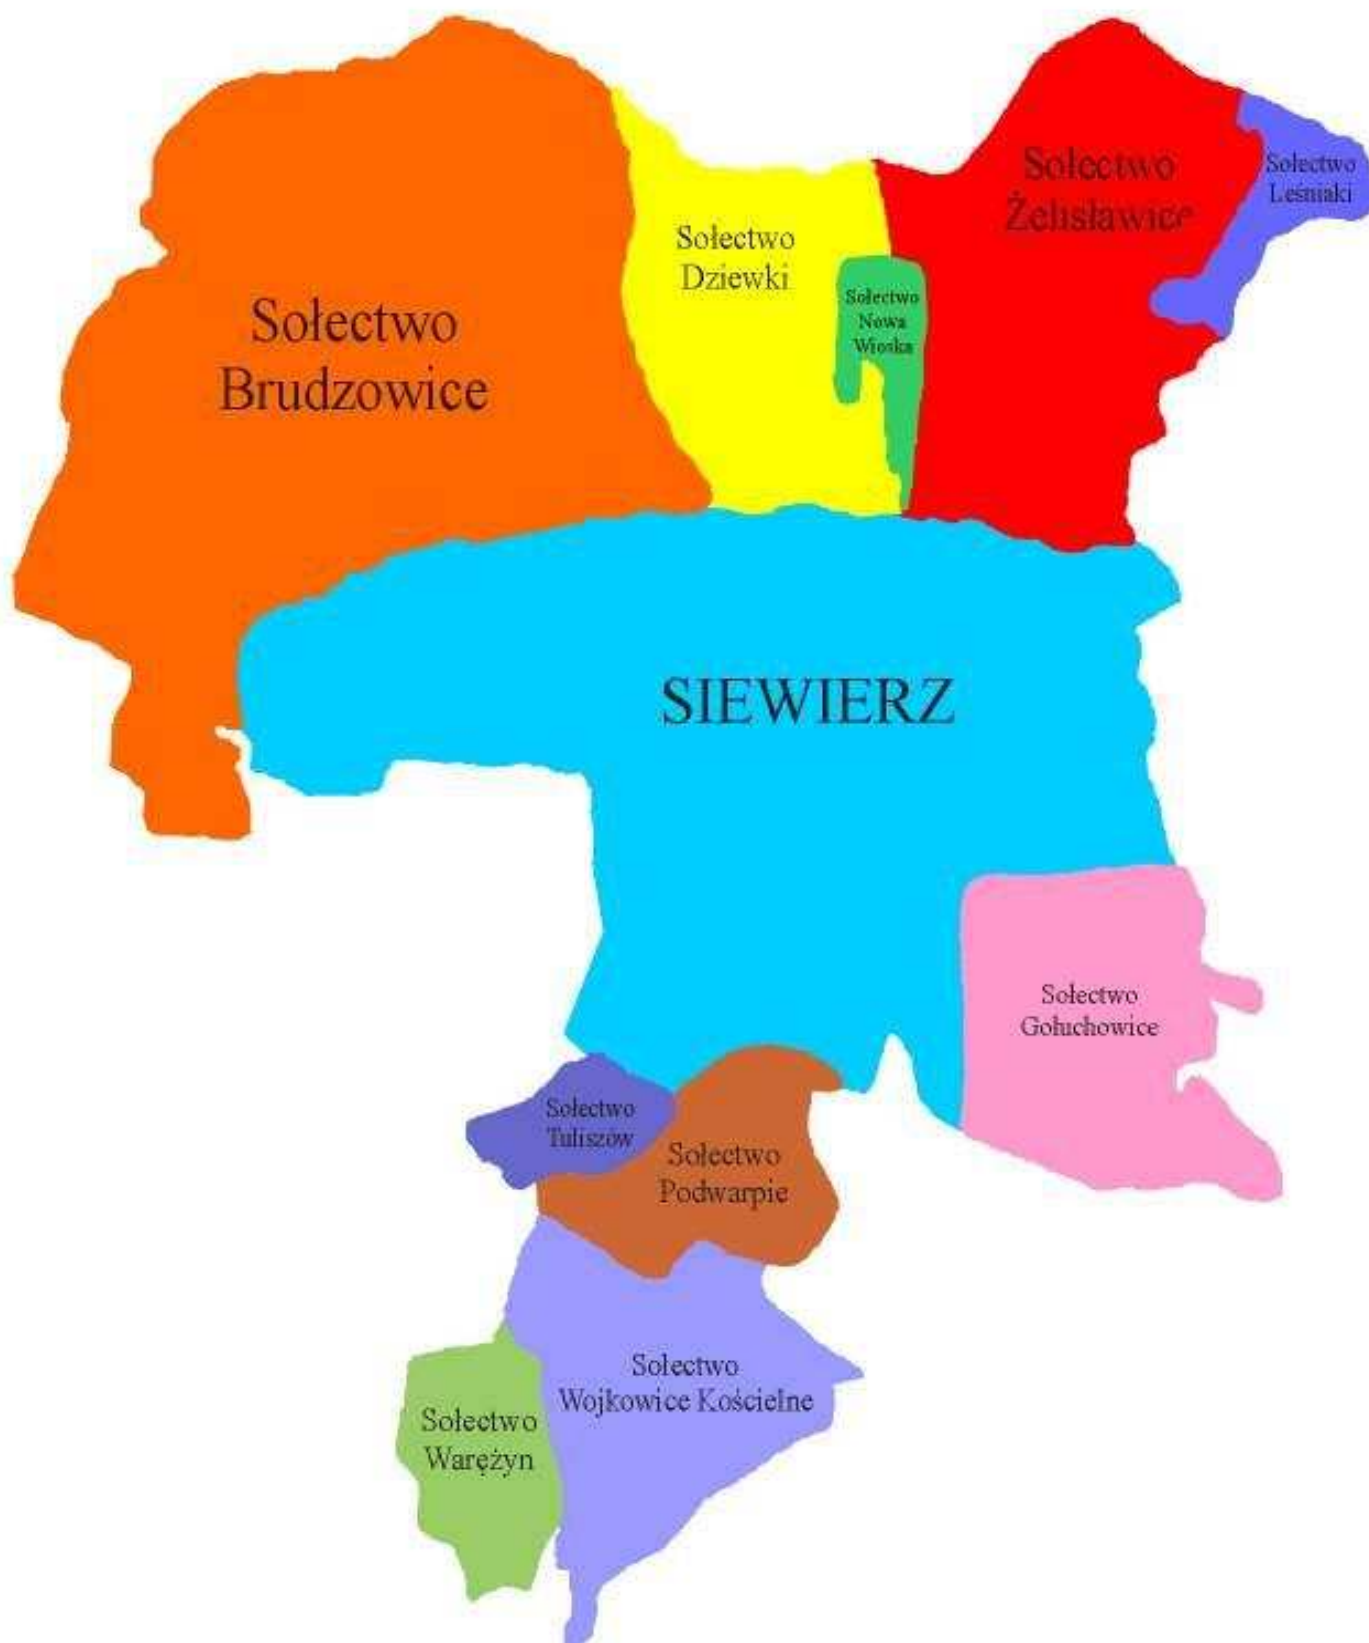 Sołectwo
Brudzowice
Sołectwo
Dziewki
Sołectwo
Nowa
Wioska
Sołectwo
Żelisławice
Sołectwo
Leśniaki
SIEWIERZ
Sołectwo
Gołuchowice
Sołectwo
Tuliszów
Sołectwo
Podwarpie
Sołectwo
Wojkowice Kościelne
Sołectwo
Warężyn